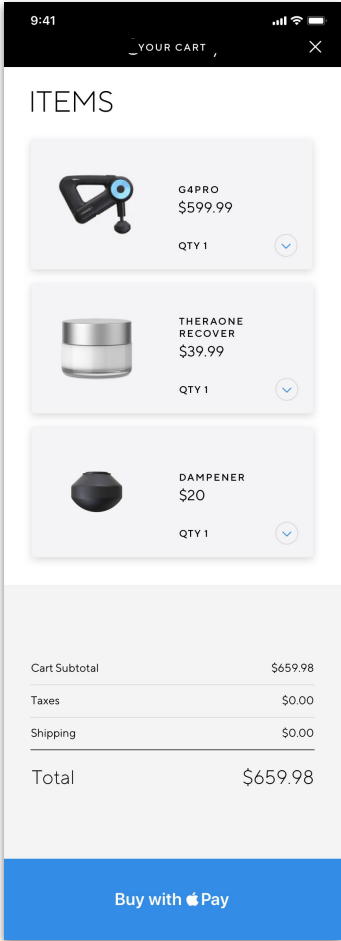 9:41
YOUR CART
ITEMS
G4PRO
$599.99
QTY 1
THERAONE
RECOVER
$39.99
QTY 1
DAMPENER
$20
QTY 1
Cart Subtotal $659.98
Taxes $0.00
Shipping $0.00
Total $659.98
Buy with Pay